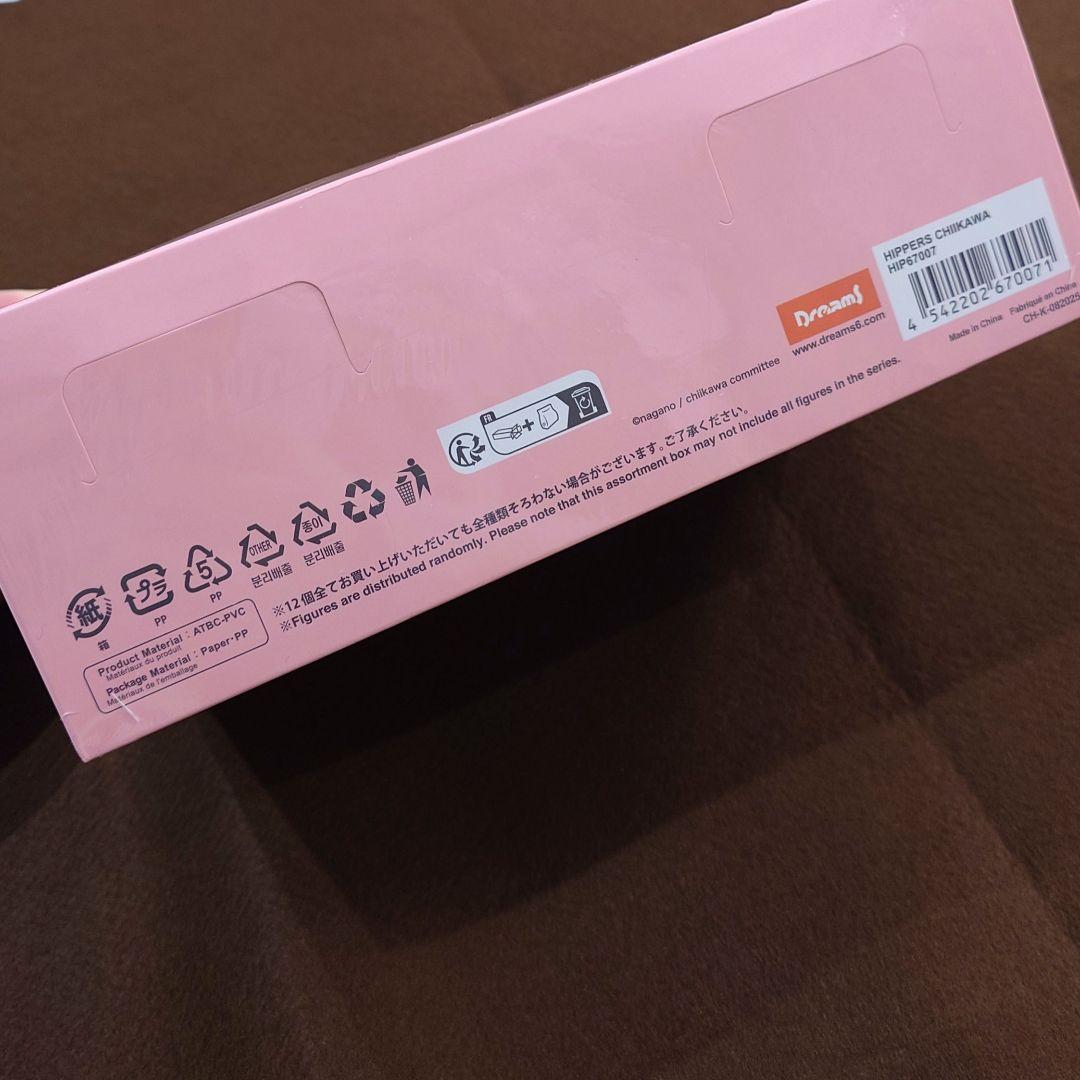 HIPPERS CHIIKAWA
HIP67007
4 542202 670071
Dreams
www.dreams6.com
Made in China Fabriqué en Chine
CH-K-082025
©nagano / chiikawa committee
FR
紙
箱
プラ
PP
5
PP
OTHER
분리배출
종이
분리배출
※12個全てお買い上げいただいても全種類そろわない場合がございます。ご了承ください。
※Figures are distributed randomly. Please note that this assortment box may not include all figures in the series.
Product Material : ATBC-PVC
Matériaux du produit
Package Material : Paper・PP
Matériaux de l'emballage